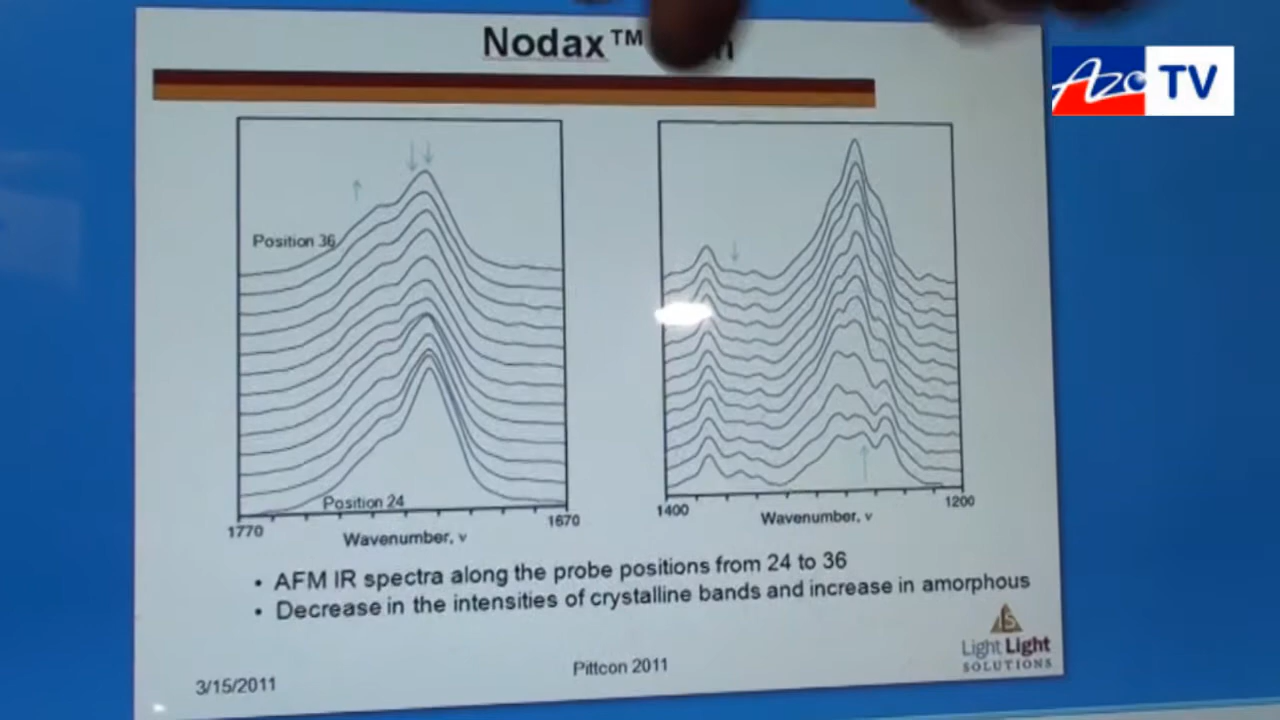 Nodax™
AZo TV
Position 36
Position 24
1770
1670
Wavenumber, v
1400
1200
Wavenumber, v
• AFM IR spectra along the probe positions from 24 to 36
• Decrease in the intensities of crystalline bands and increase in amorphous
LS
Light Light
SOLUTIONS
3/15/2011
Pittcon 2011